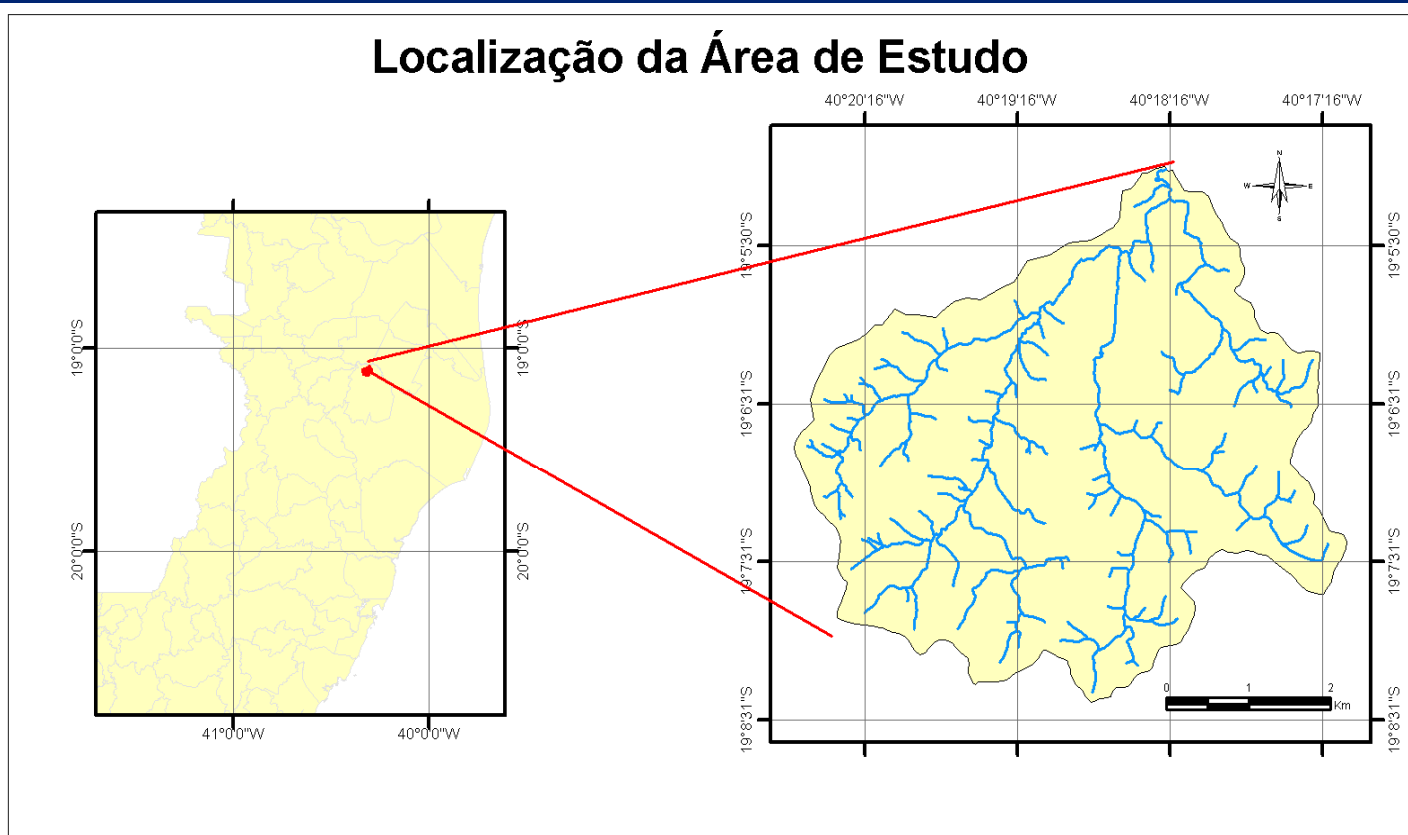 Localização da Área de Estudo
40°20'16"W 40°19'16"W 40°18'16"W 40°17'16"W
N
W E
S
19°5'30"S 19°5'30"S
19°0'0"S 19°0'0"S
19°6'31"S 19°6'31"S
20°0'0"S 20°0'0"S
19°7'31"S 19°7'31"S
0 1 2
Km
19°8'31"S 19°8'31"S
41°0'0"W 40°0'0"W